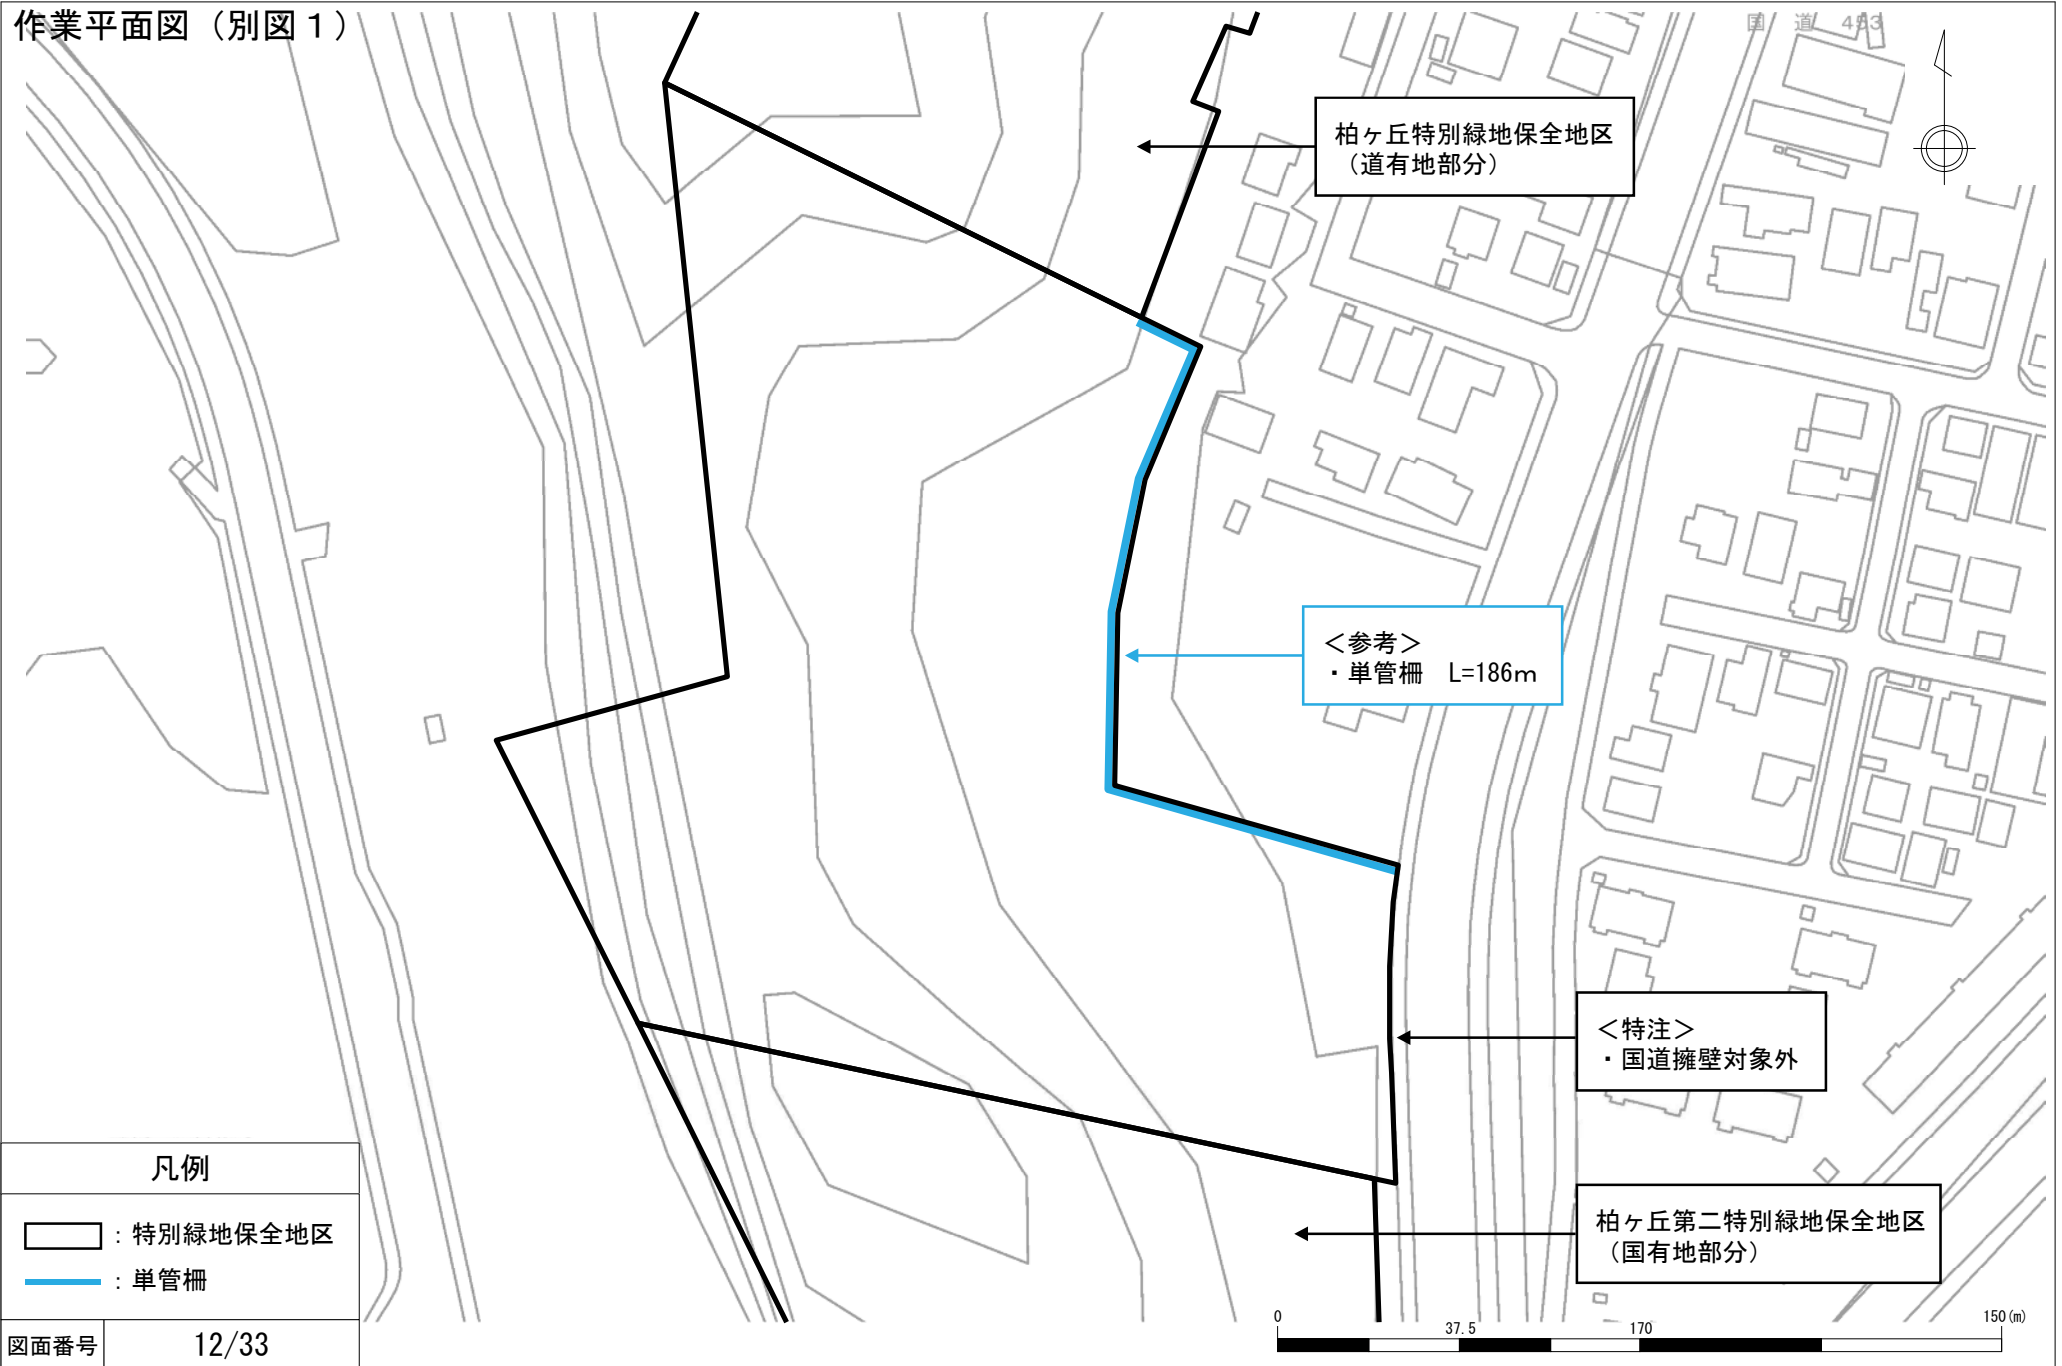 作業平面図（別図１）
国　道　453
柏ヶ丘特別緑地保全地区
（道有地部分）
＜参考＞
・単管柵　L=186m
＜特注＞
・国道擁壁対象外
柏ヶ丘第二特別緑地保全地区
（国有地部分）
凡例
：特別緑地保全地区
：単管柵
図面番号　12/33
0　37.5　170　150(m)